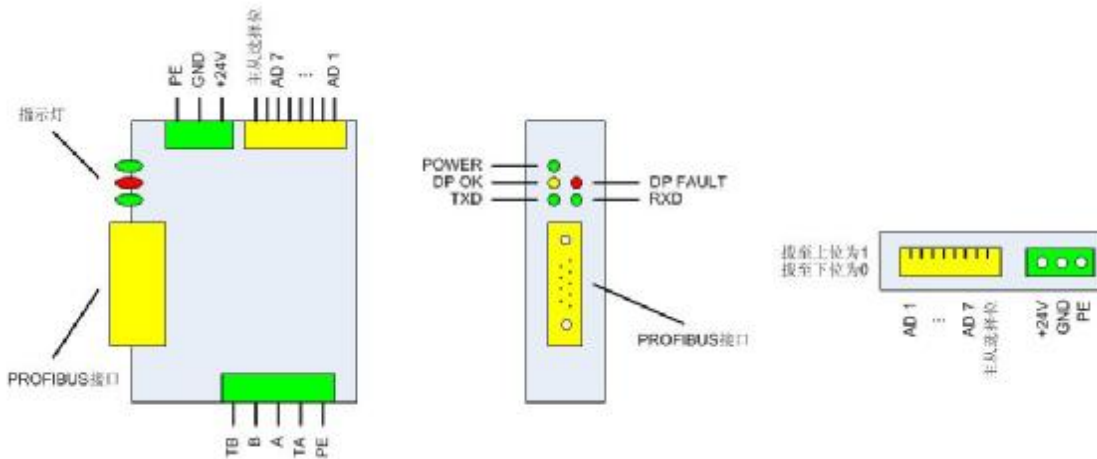 指示灯
PE
GND
+24V
主从选择位
AD 7
...
AD 1
PROFIBUS接口
TB
B
A
TA
PE
POWER
DP OK
TXD
DP FAULT
RXD
PROFIBUS接口
拨至上位为1
拨至下位为0
AD 1
...
AD 7
主从选择位
+24V
GND
PE